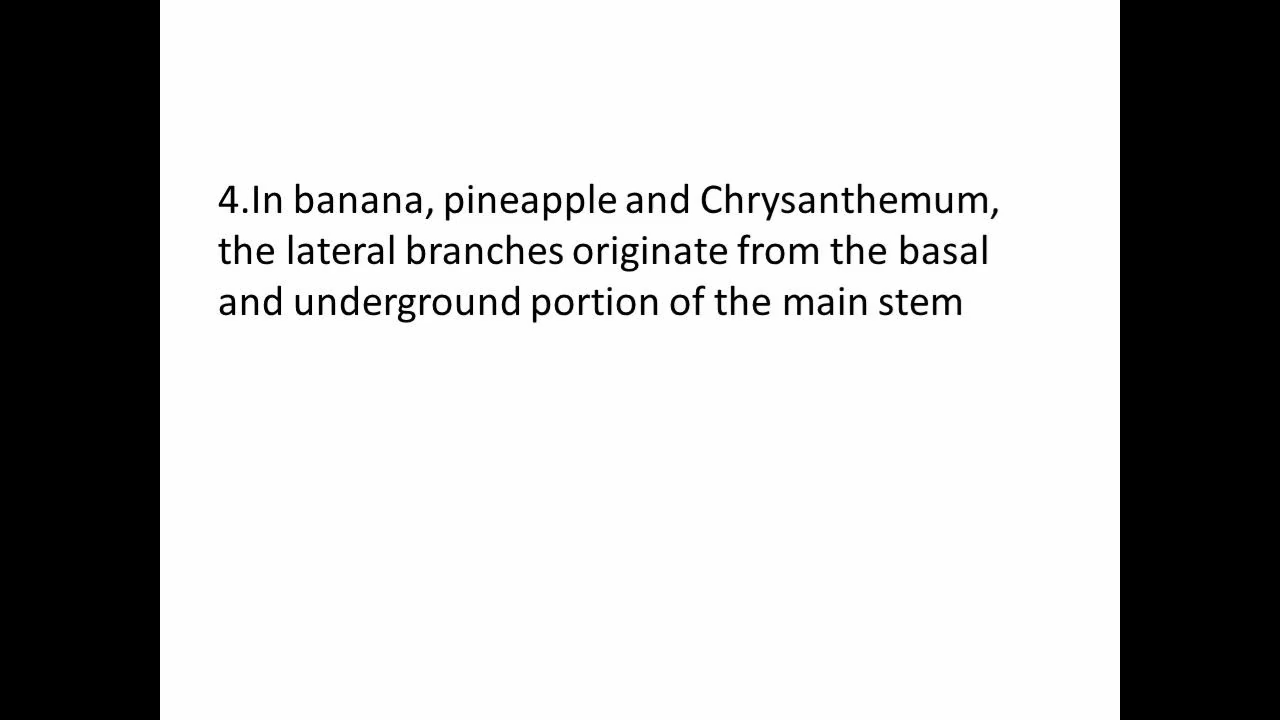 4.In banana, pineapple and Chrysanthemum,
the lateral branches originate from the basal
and underground portion of the main stem